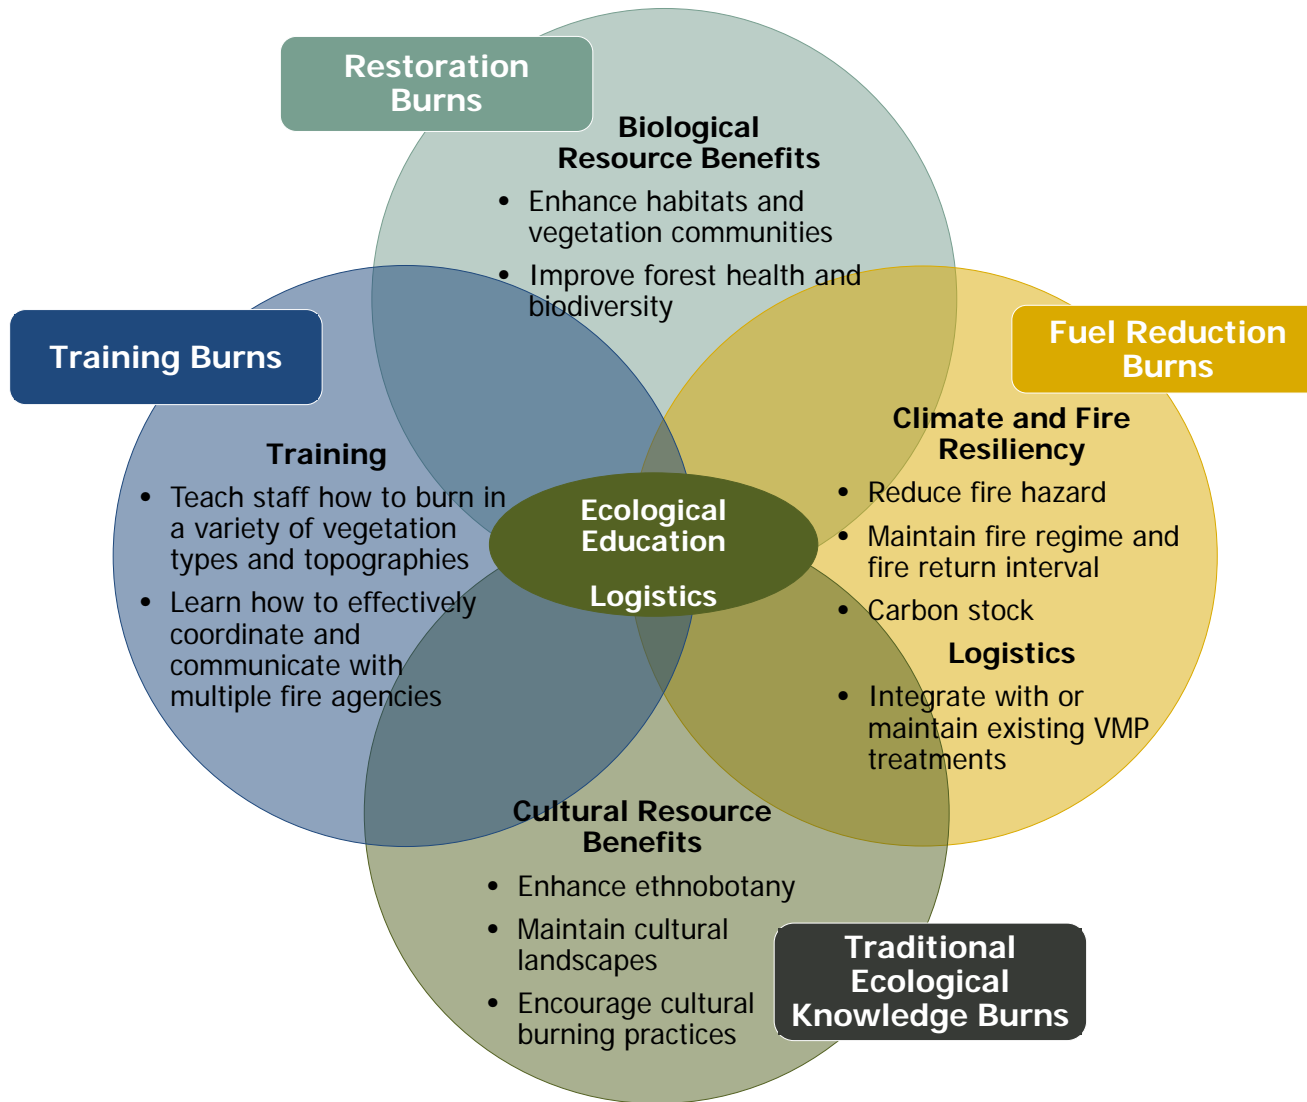 Restoration
Burns
Biological
Resource Benefits
• Enhance habitats and
vegetation communities
• Improve forest health and
biodiversity
Training Burns
Training
• Teach staff how to burn in
a variety of vegetation
types and topographies
• Learn how to effectively
coordinate and
communicate with
multiple fire agencies
Ecological
Education
Logistics
Fuel Reduction
Burns
Climate and Fire
Resiliency
• Reduce fire hazard
• Maintain fire regime and
fire return interval
• Carbon stock
Logistics
• Integrate with or
maintain existing VMP
treatments
Cultural Resource
Benefits
• Enhance ethnobotany
• Maintain cultural
landscapes
• Encourage cultural
burning practices
Traditional
Ecological
Knowledge Burns